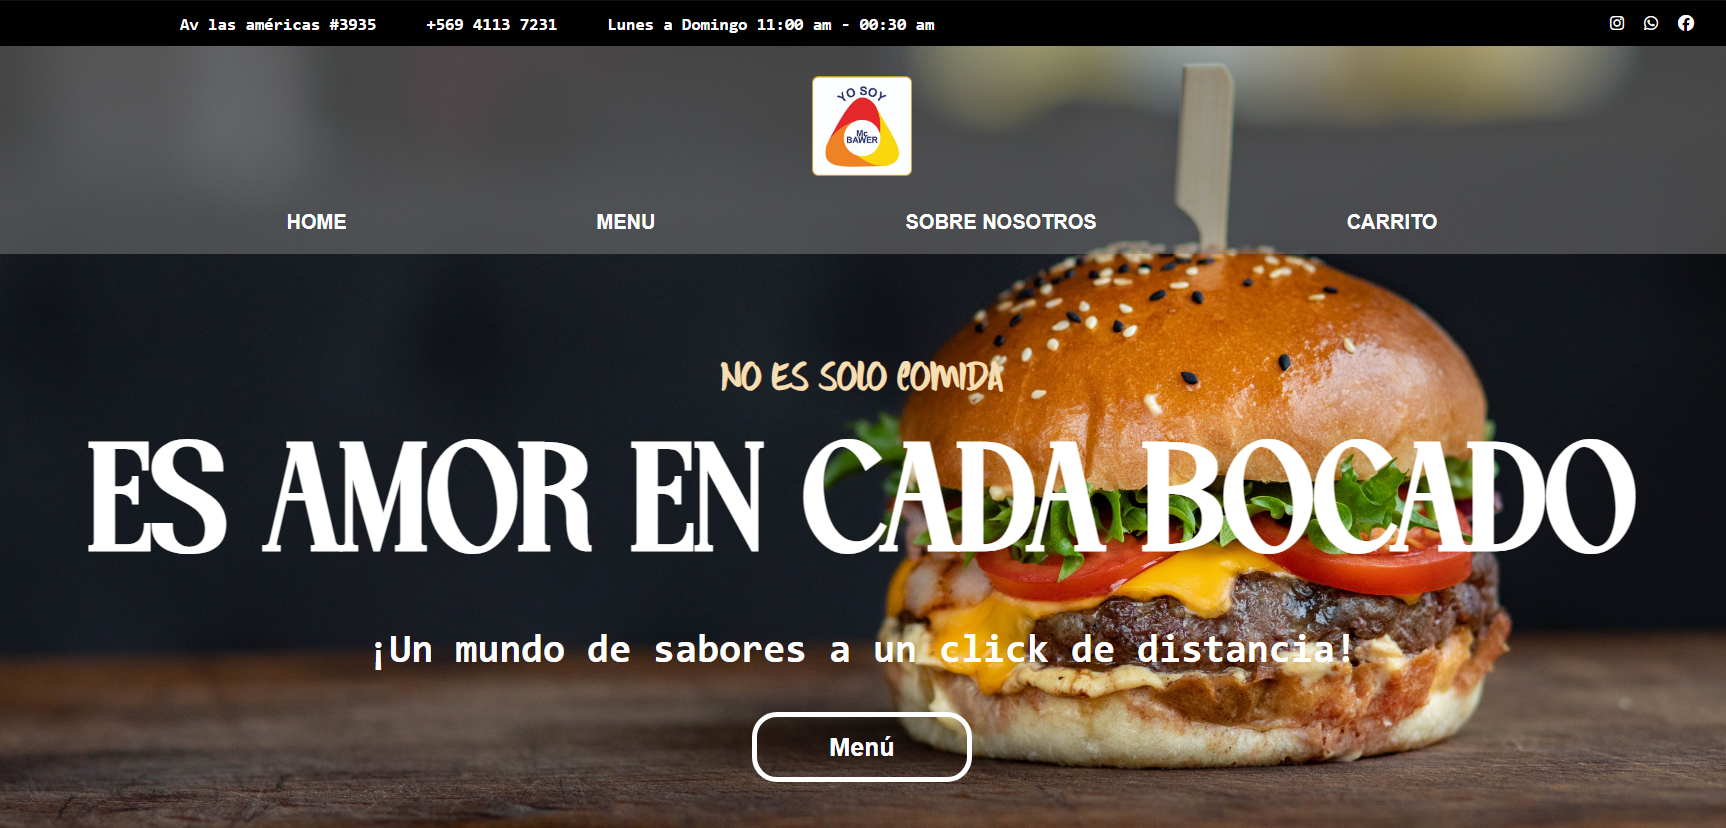 Av las américas #3935 +569 4113 7231 Lunes a Domingo 11:00 am - 00:30 am
YO SOY
Mc
BAWER
HOME MENU SOBRE NOSOTROS CARRITO
NO ES SOLO COMIDA
ES AMOR EN CADA BOCADO
¡Un mundo de sabores a un click de distancia!
Menú